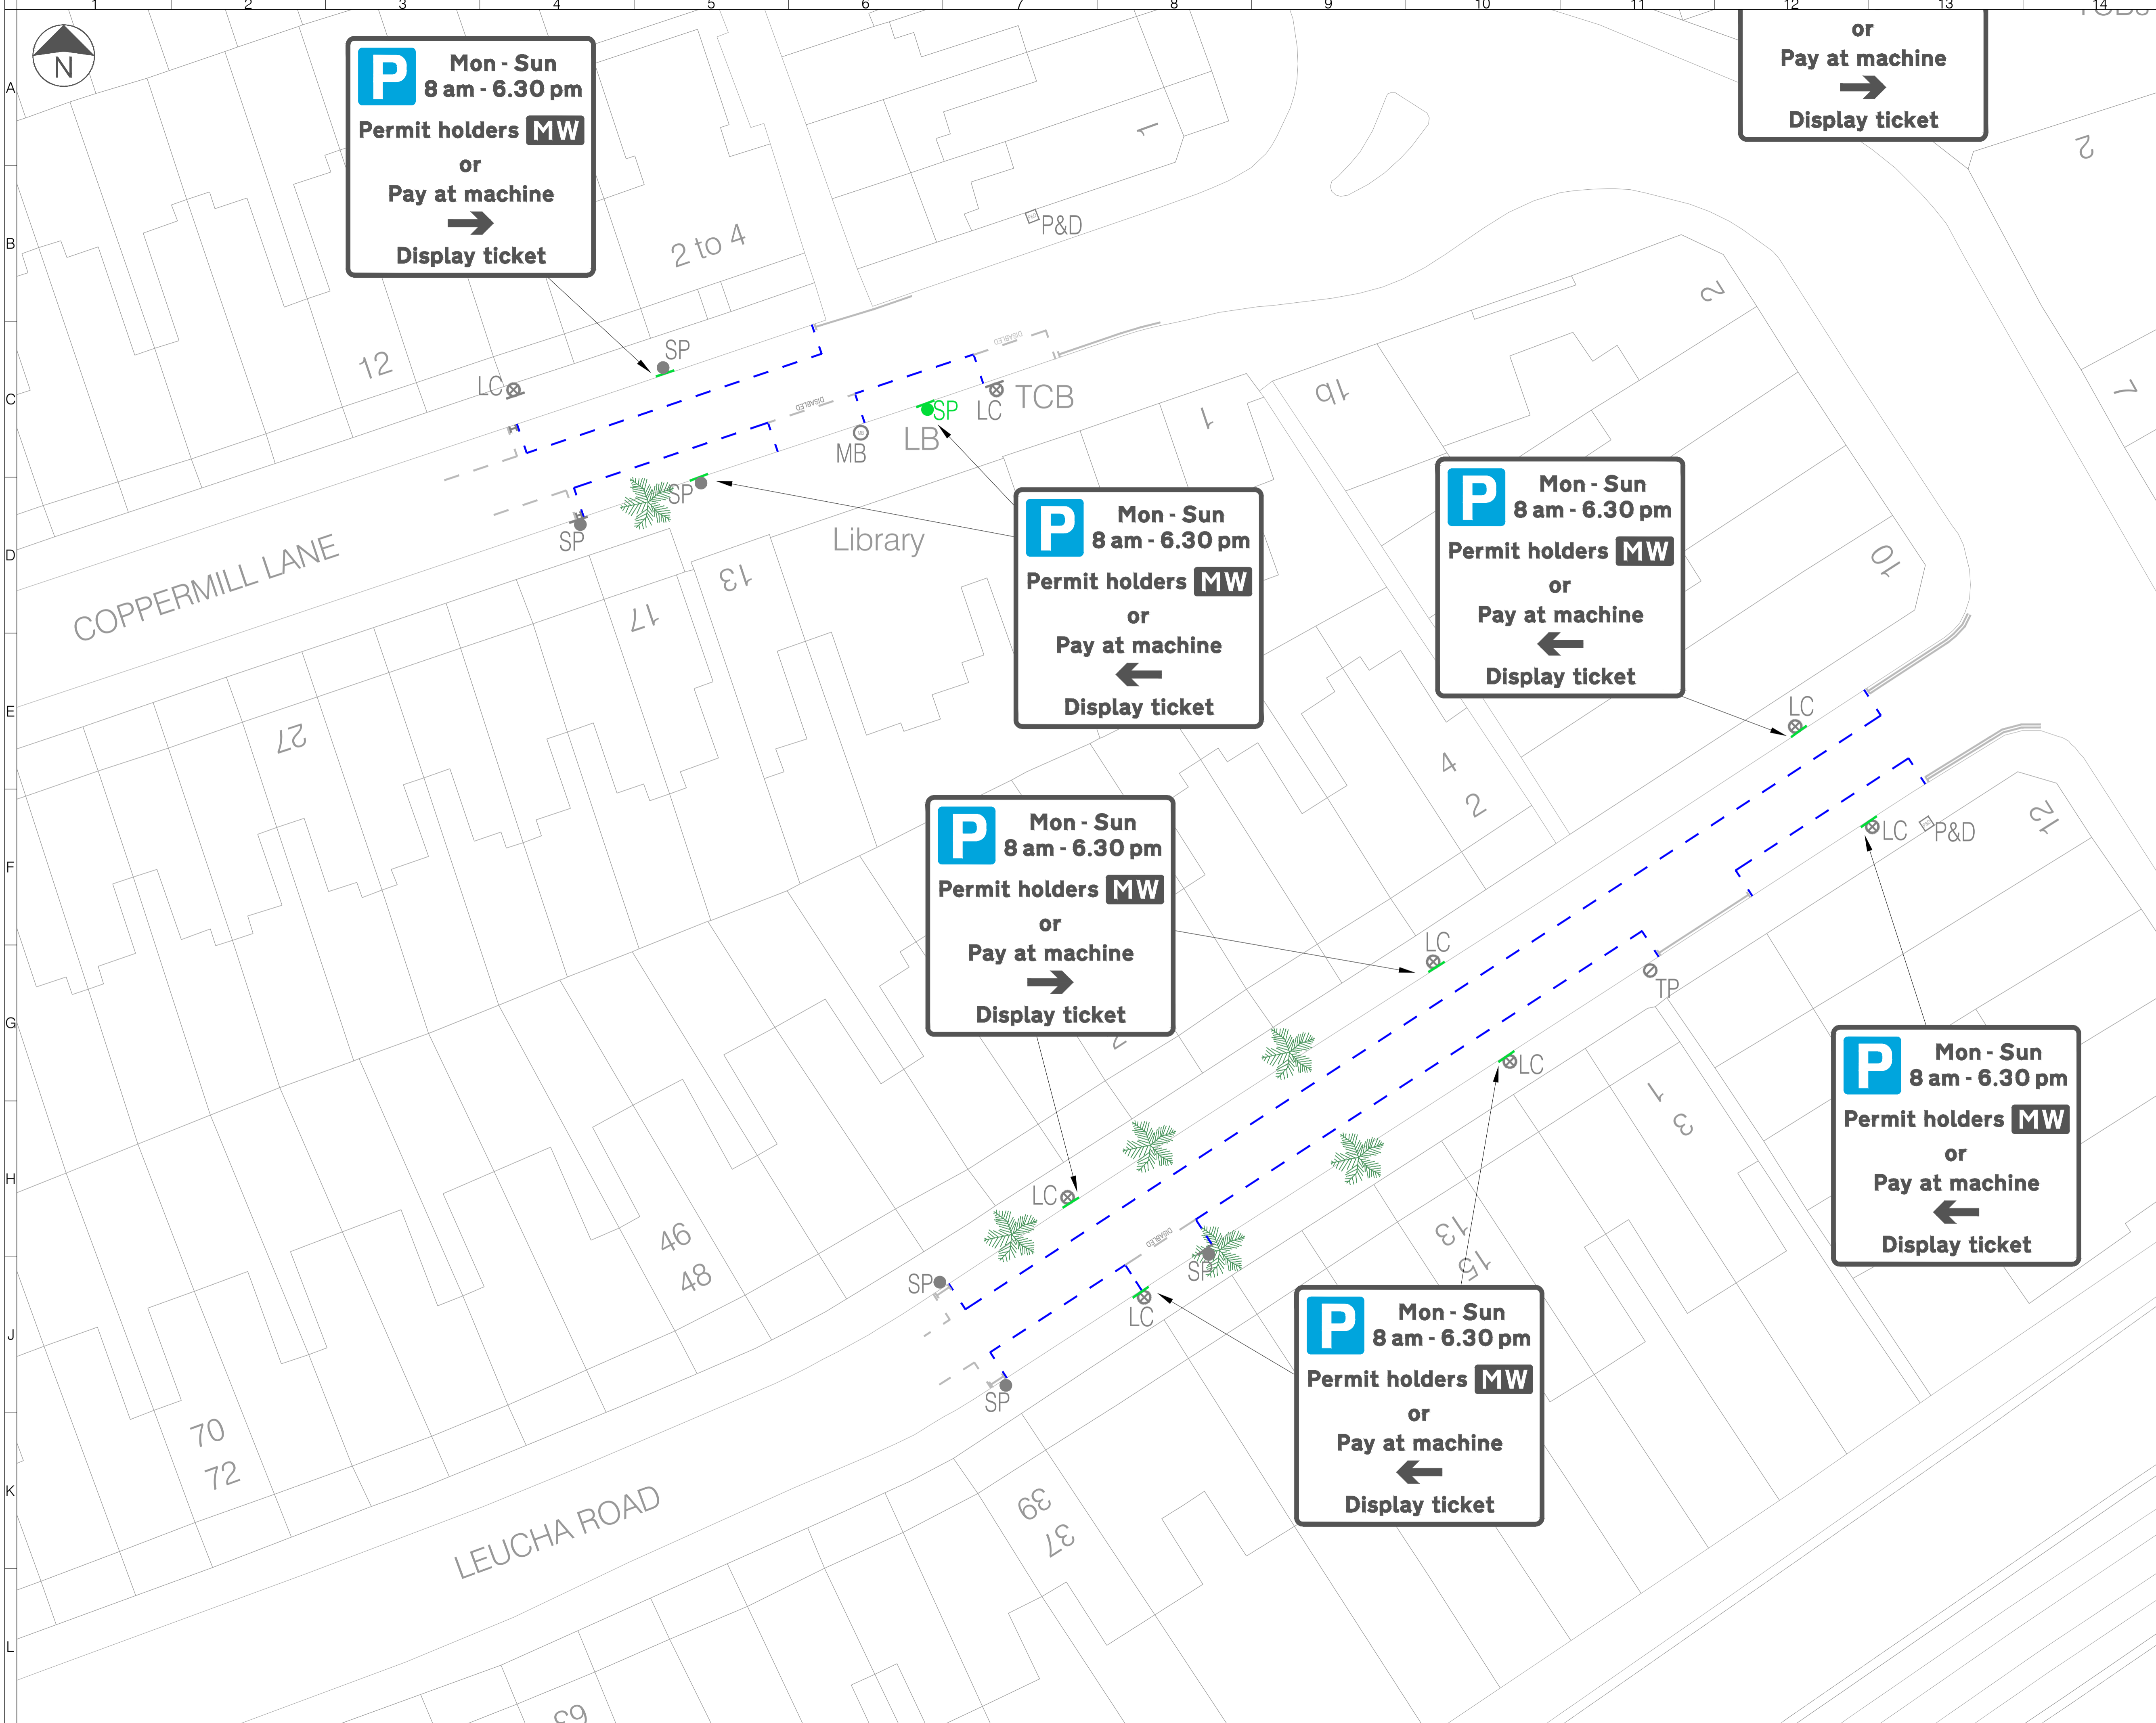 1 2 3 4 5 6 7 8 9 10 11 12 13 14
A
B
C
D
E
F
G
H
J
K
L
N
P Mon - Sun
8 am - 6.30 pm
Permit holders MW
or
Pay at machine
Display ticket
or
Pay at machine
Display ticket
2
1
P&D
2 to 4
12
SP
LC
DISABLED
DISABLED
SP
LC
TCB
MB
LB
SP
SP
Library
COPPERMILL LANE
13
17
27
1
1b
2
7
10
P Mon - Sun
8 am - 6.30 pm
Permit holders MW
or
Pay at machine
Display ticket
P Mon - Sun
8 am - 6.30 pm
Permit holders MW
or
Pay at machine
Display ticket
LC
4
2
P Mon - Sun
8 am - 6.30 pm
Permit holders MW
or
Pay at machine
Display ticket
LC
P&D
12
LC
TP
2
LC
1
3
P Mon - Sun
8 am - 6.30 pm
Permit holders MW
or
Pay at machine
Display ticket
LC
46
48
DISABLED
SP
SP
LC
13
15
SP
P Mon - Sun
8 am - 6.30 pm
Permit holders MW
or
Pay at machine
Display ticket
70
72
LEUCHA ROAD
39
37
63